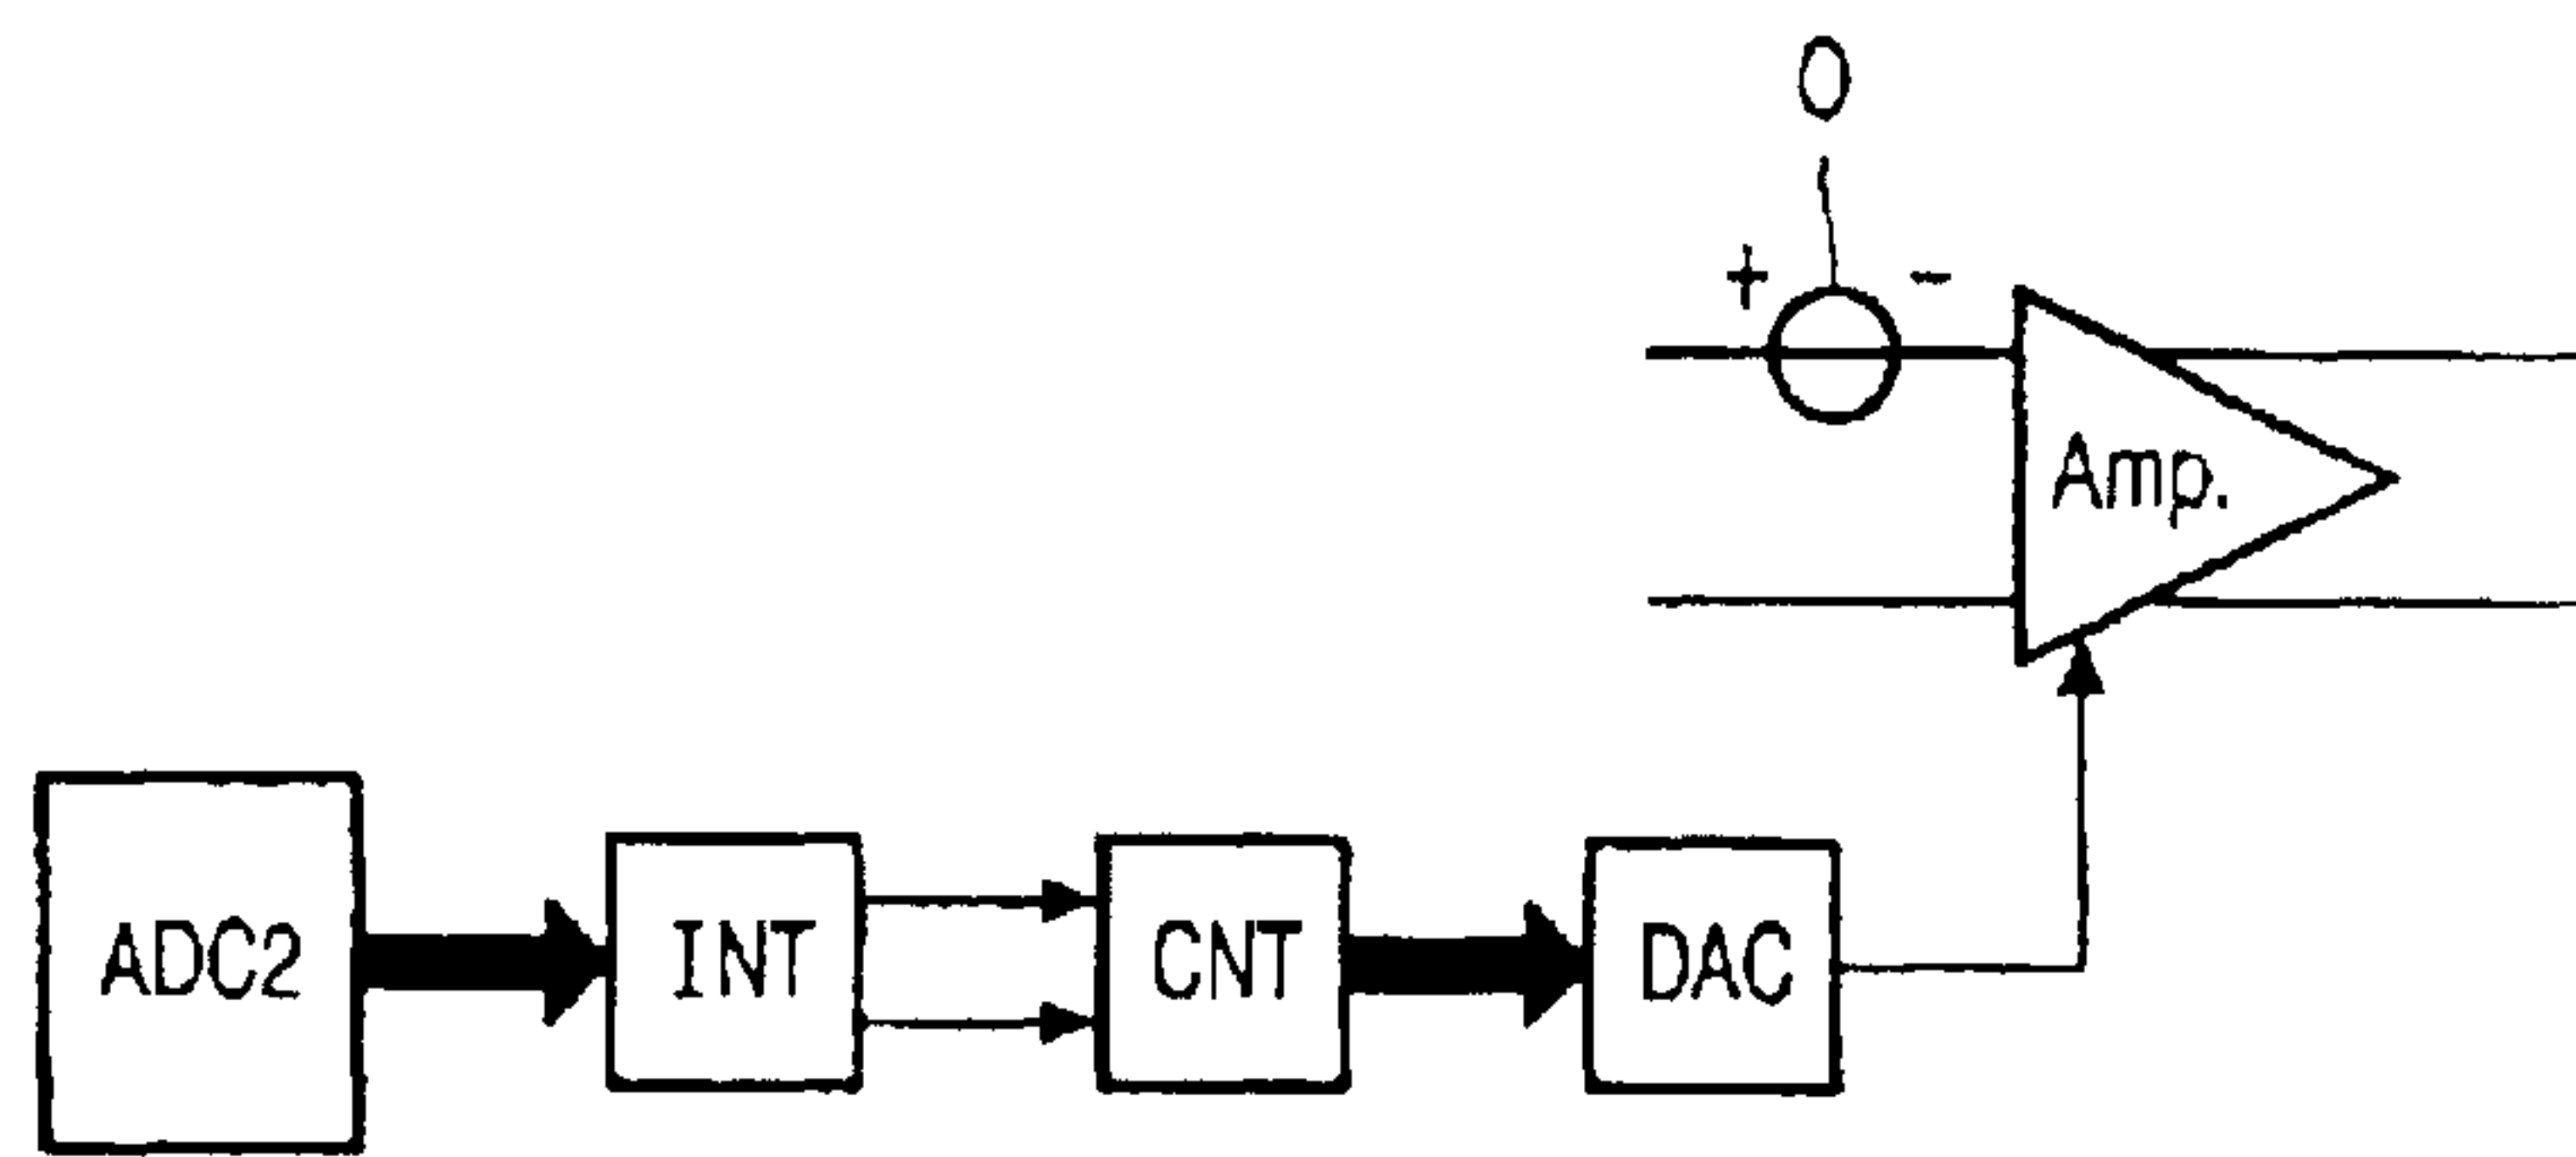 O
+ -
Amp.
ADC2
INT
CNT
DAC